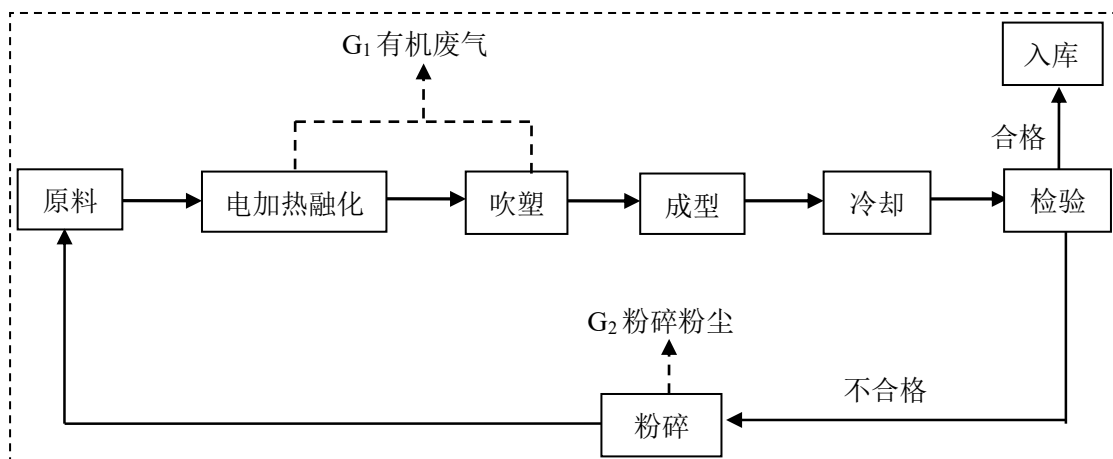 G₁有机废气
入库
合格
原料
电加热融化
吹塑
成型
冷却
检验
G₂粉碎粉尘
不合格
粉碎